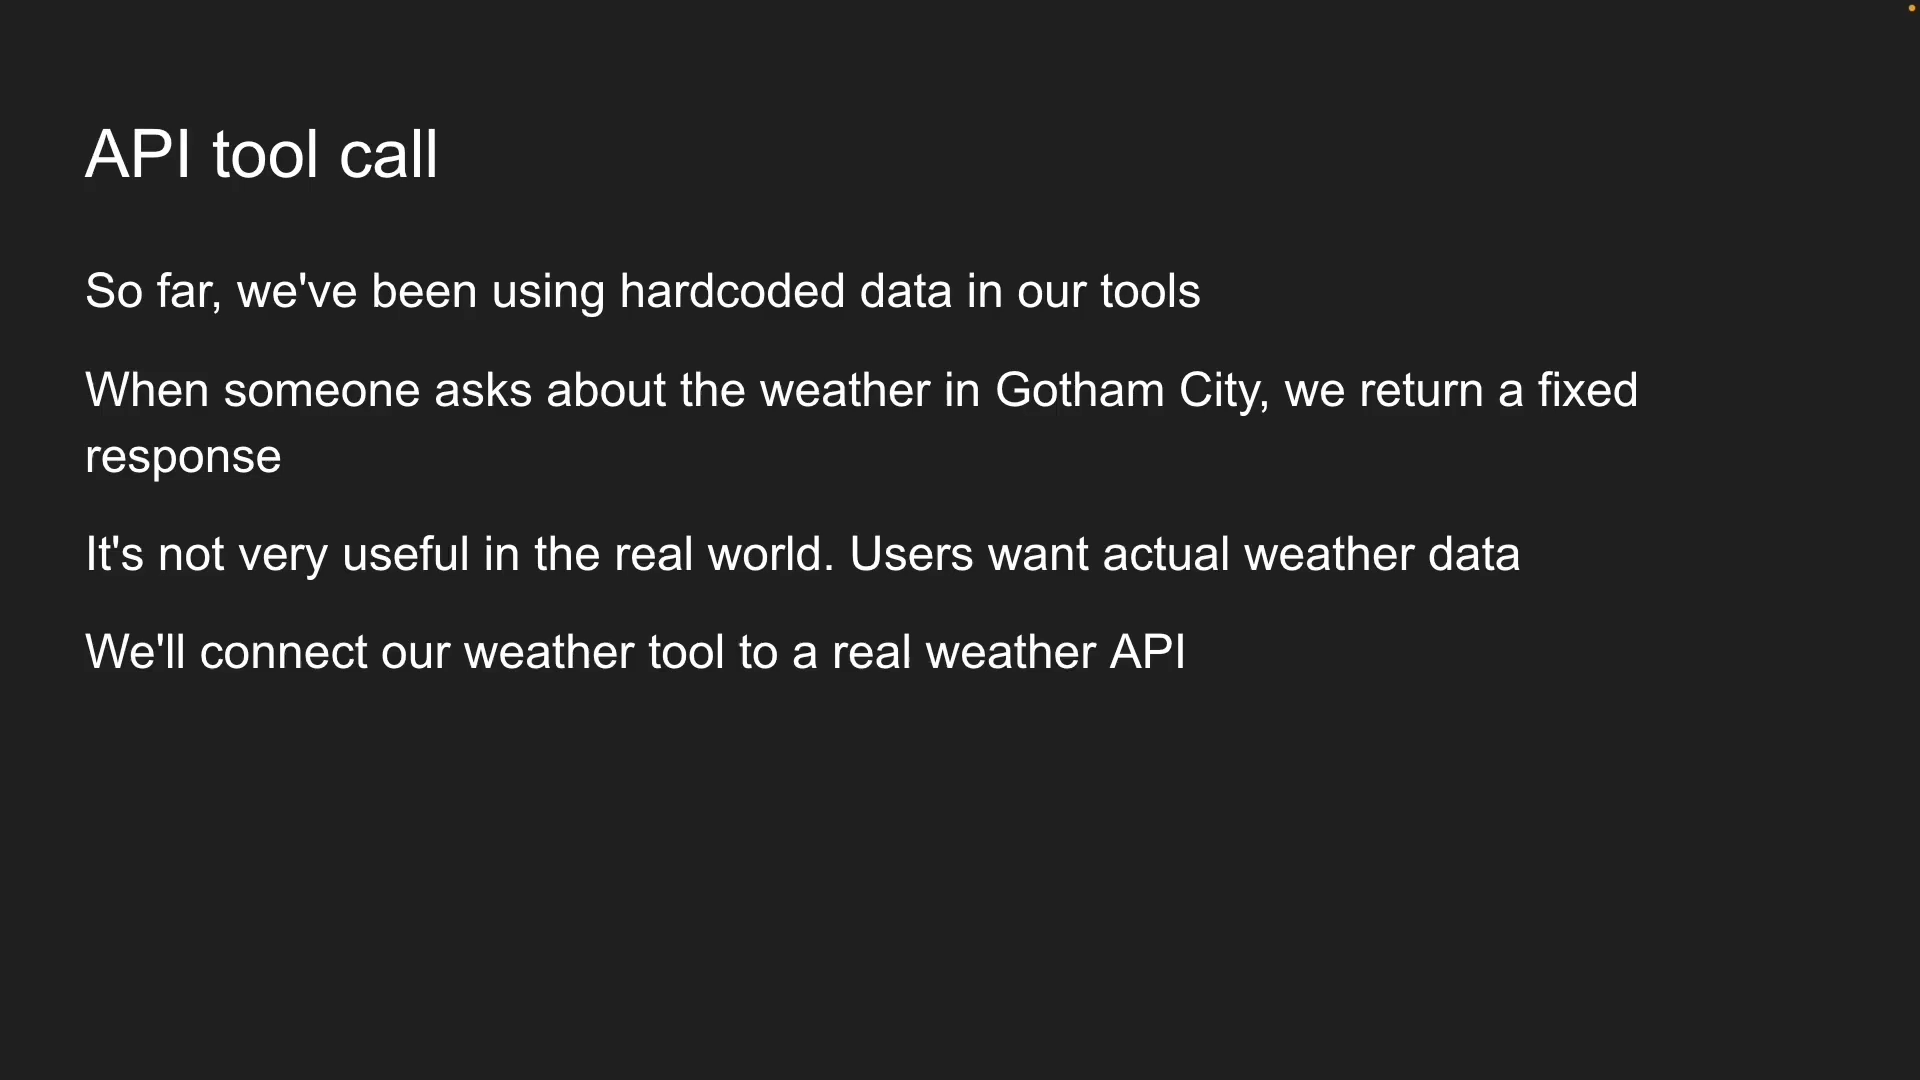 API tool call
So far, we've been using hardcoded data in our tools
When someone asks about the weather in Gotham City, we return a fixed
response
It's not very useful in the real world. Users want actual weather data
We'll connect our weather tool to a real weather API